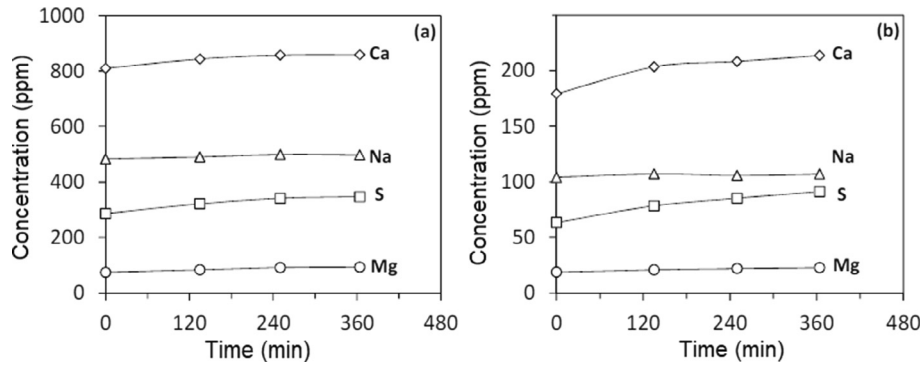 (a)
Concentration (ppm)
1000
800
600
400
200
0
Ca
Na
S
Mg
0 120 240 360 480
Time (min)
(b)
Concentration (ppm)
200
150
100
50
0
Ca
Na
S
Mg
0 120 240 360 480
Time (min)